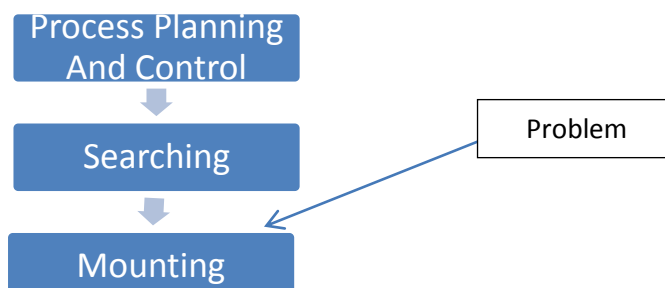 Process Planning
And Control
Searching
Problem
Mounting